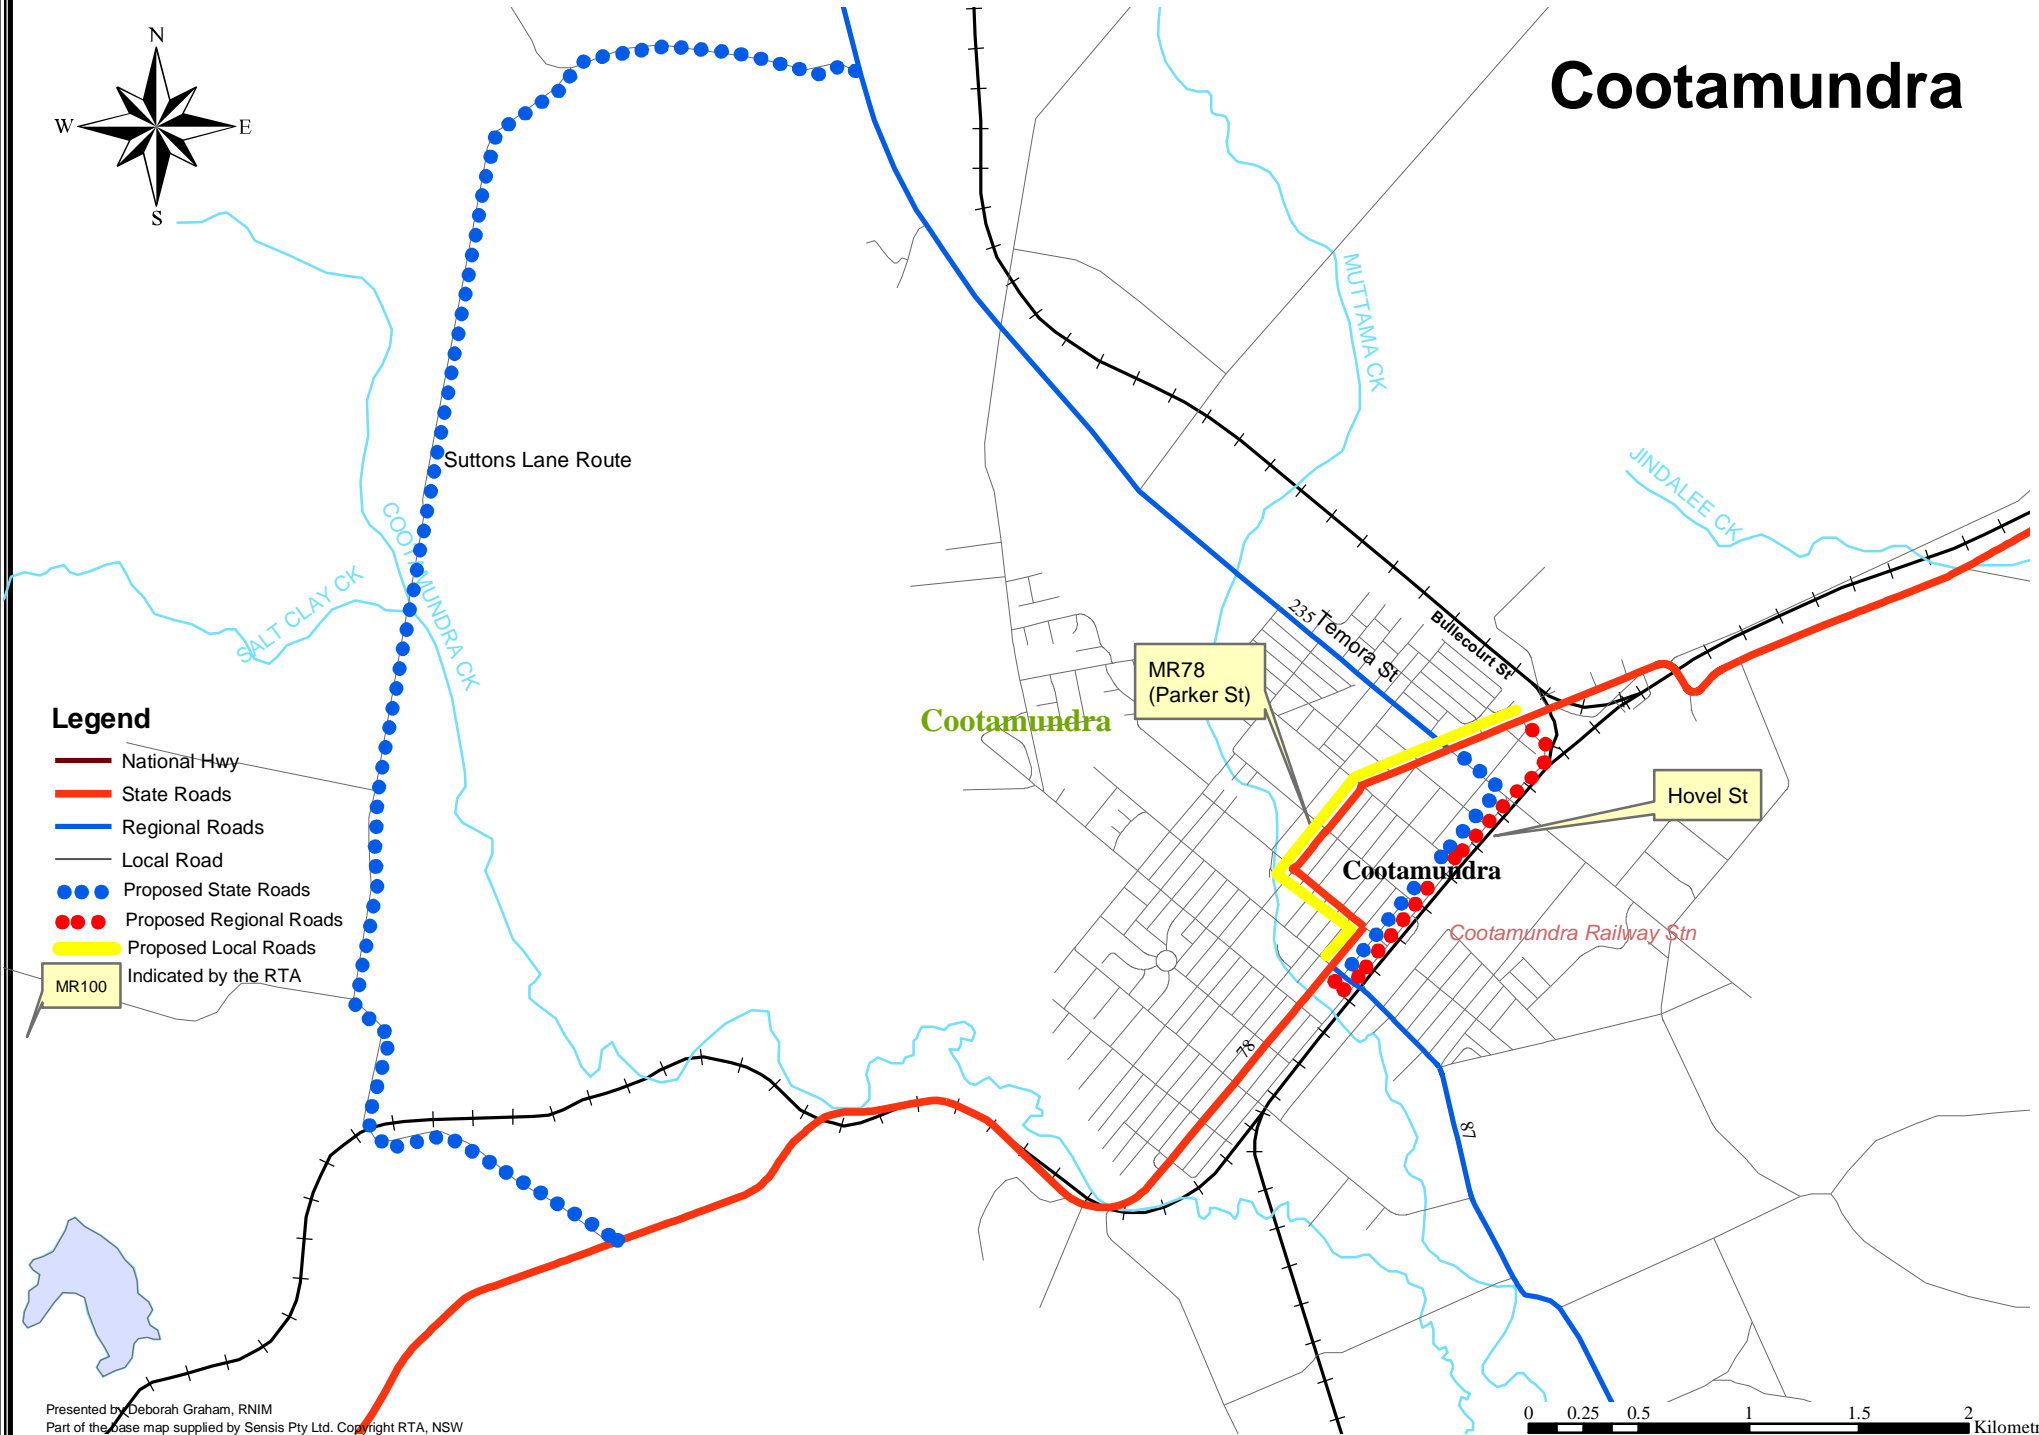 Cootamundra
N
W
E
S
MUTTAMA CK
Suttons Lane Route
JINDALEE CK
COOTAMUNDRA CK
SALT CLAY CK
235
Temora St
Bullecourt St
MR78
(Parker St)
Cootamundra
Hovel St
Cootamundra
Cootamundra Railway Stn
78
87
Legend
National Hwy
State Roads
Regional Roads
Local Road
Proposed State Roads
Proposed Regional Roads
Proposed Local Roads
MR100
Indicated by the RTA
Presented by Deborah Graham, RNIM
Part of the base map supplied by Sensis Pty Ltd. Copyright RTA, NSW
0 0.25 0.5 1 1.5 2
Kilomet